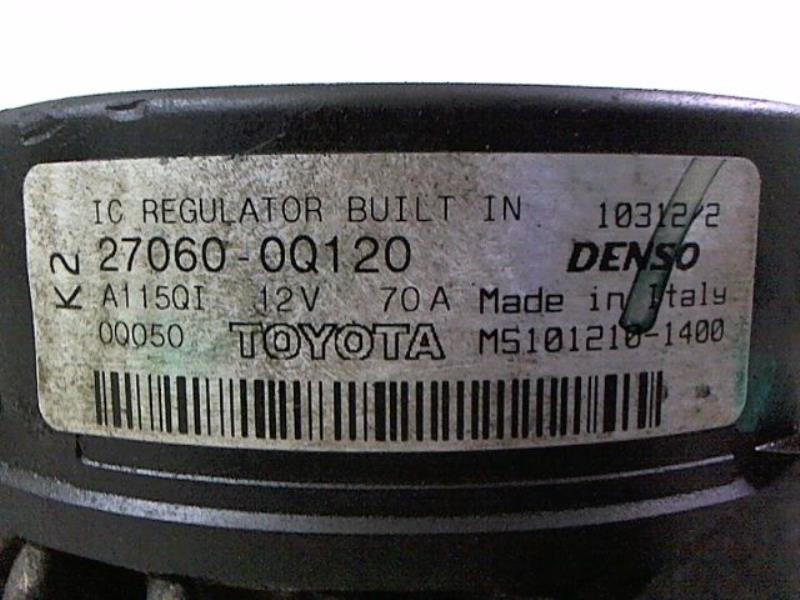 IC REGULATOR BUILT IN 10312/2
K2
27060-0Q120 DENSO
A115QI 12V 70A Made in Italy
0Q050 TOYOTA MS101210-1400